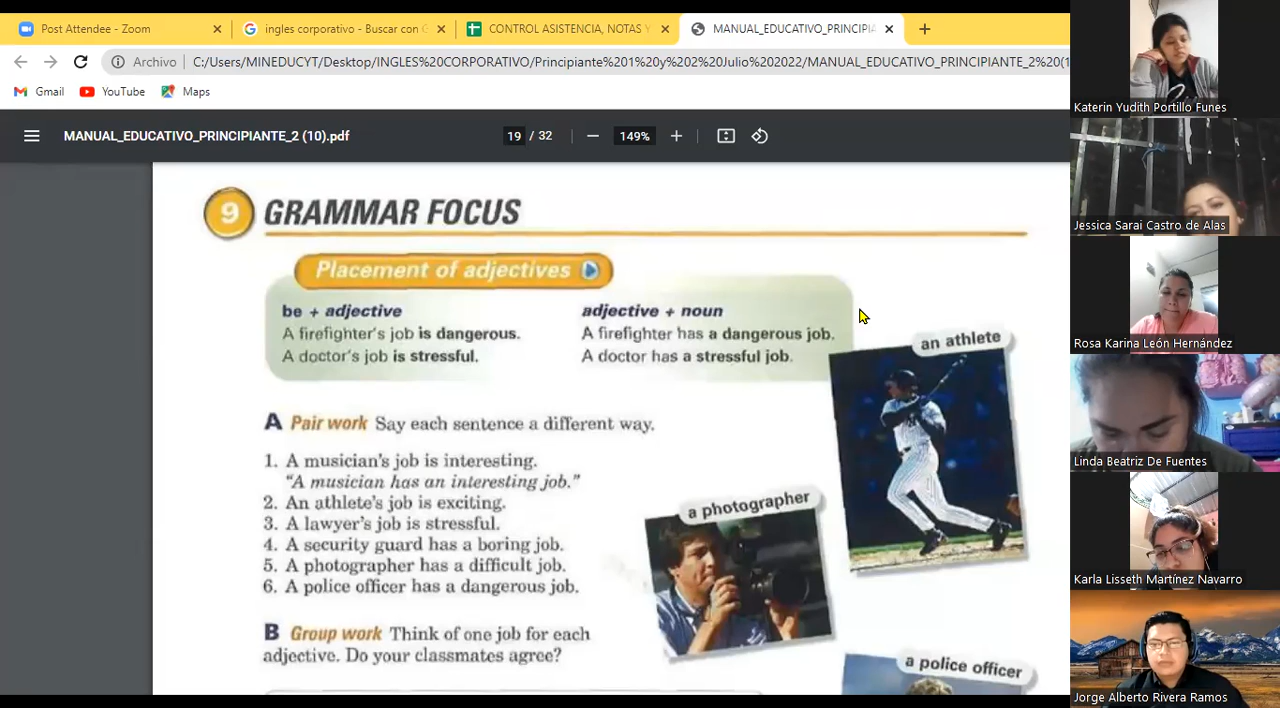 Post Attendee - Zoom
ingles corporativo - Buscar con G
CONTROL ASISTENCIA, NOTAS Y
MANUAL_EDUCATIVO_PRINCIPIA
Archivo
C:/Users/MINEDUCYT/Desktop/INGLES%20CORPORATIVO/Principiante%201%20y%202%20Julio%202022/MANUAL_EDUCATIVO_PRINCIPIANTE_2%20(1
Gmail
YouTube
Maps
MANUAL_EDUCATIVO_PRINCIPIANTE_2 (10).pdf
19 / 32
149%
9 GRAMMAR FOCUS
Placement of adjectives
be + adjective
A firefighter's job is dangerous.
A doctor's job is stressful.
adjective + noun
A firefighter has a dangerous job.
A doctor has a stressful job.
an athlete
A Pair work Say each sentence a different way.
1. A musician's job is interesting.
"A musician has an interesting job."
2. An athlete's job is exciting.
3. A lawyer's job is stressful.
4. A security guard has a boring job.
5. A photographer has a difficult job.
6. A police officer has a dangerous job.
a photographer
B Group work Think of one job for each
adjective. Do your classmates agree?
a police officer
Katerin Yudith Portillo Funes
Jessica Sarai Castro de Alas
Rosa Karina León Hernández
Linda Beatriz De Fuentes
Karla Lisseth Martínez Navarro
Jorge Alberto Rivera Ramos